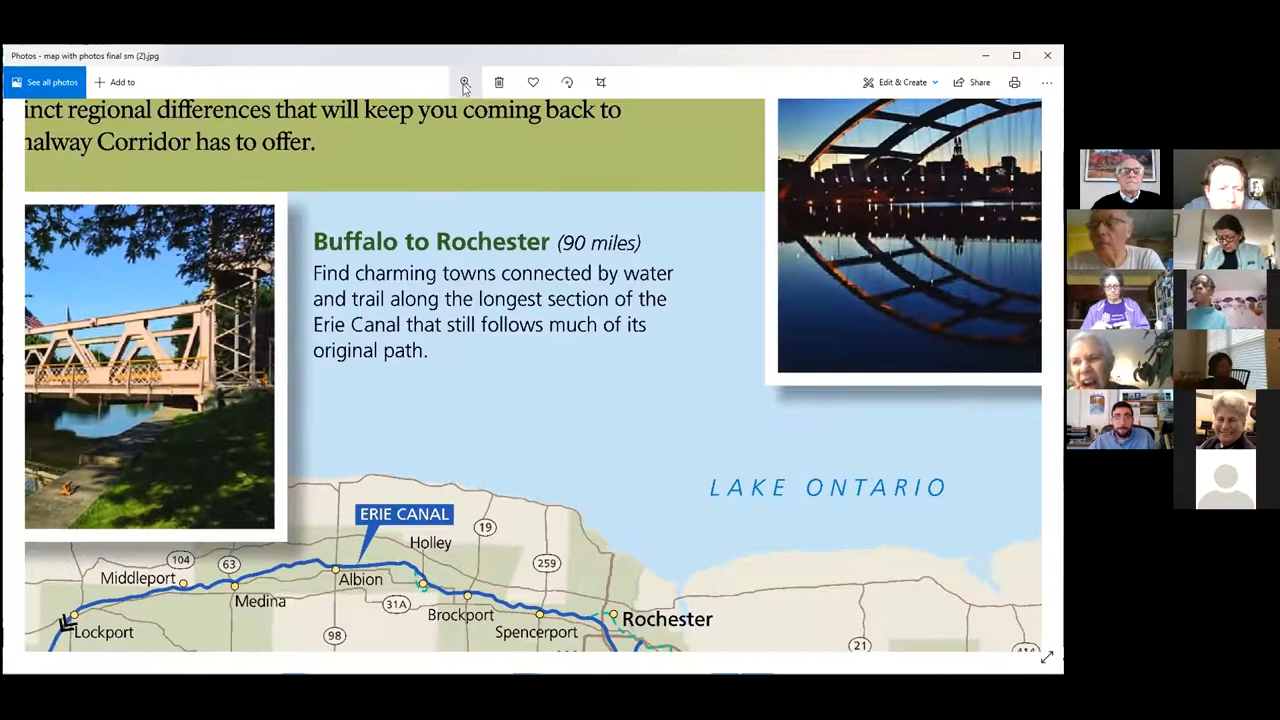 Photos - map with photos final sm (2).jpg
See all photos
Add to
Edit & Create
Share
inct regional differences that will keep you coming back to
nalway Corridor has to offer.
Buffalo to Rochester (90 miles)
Find charming towns connected by water
and trail along the longest section of the
Erie Canal that still follows much of its
original path.
LAKE ONTARIO
ERIE CANAL
19
Holley
104
63
259
Middleport
Albion
Medina
31A
Brockport
Rochester
Lockport
98
Spencerport
21